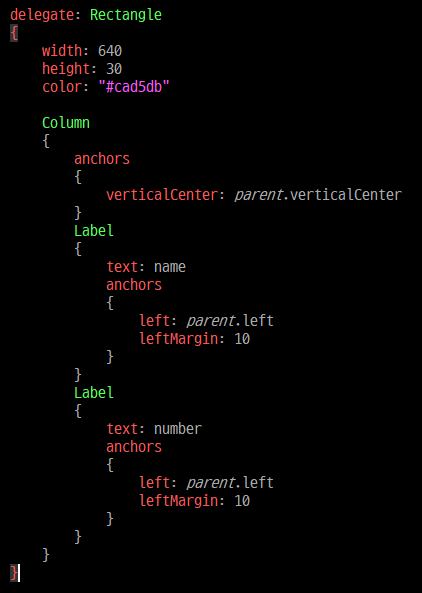 delegate: Rectangle
{
    width: 640
    height: 30
    color: "#cad5db"

    Column
    {
        anchors
        {
            verticalCenter: parent.verticalCenter
        }
        Label
        {
            text: name
            anchors
            {
                left: parent.left
                leftMargin: 10
            }
        }
        Label
        {
            text: number
            anchors
            {
                left: parent.left
                leftMargin: 10
            }
        }
    }
}